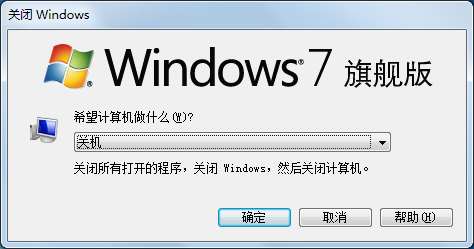 关闭 Windows
Windows® 7 旗舰版
希望计算机做什么(W)?
关机
关闭所有打开的程序，关闭 Windows，然后关闭计算机。
确定
取消
帮助(H)